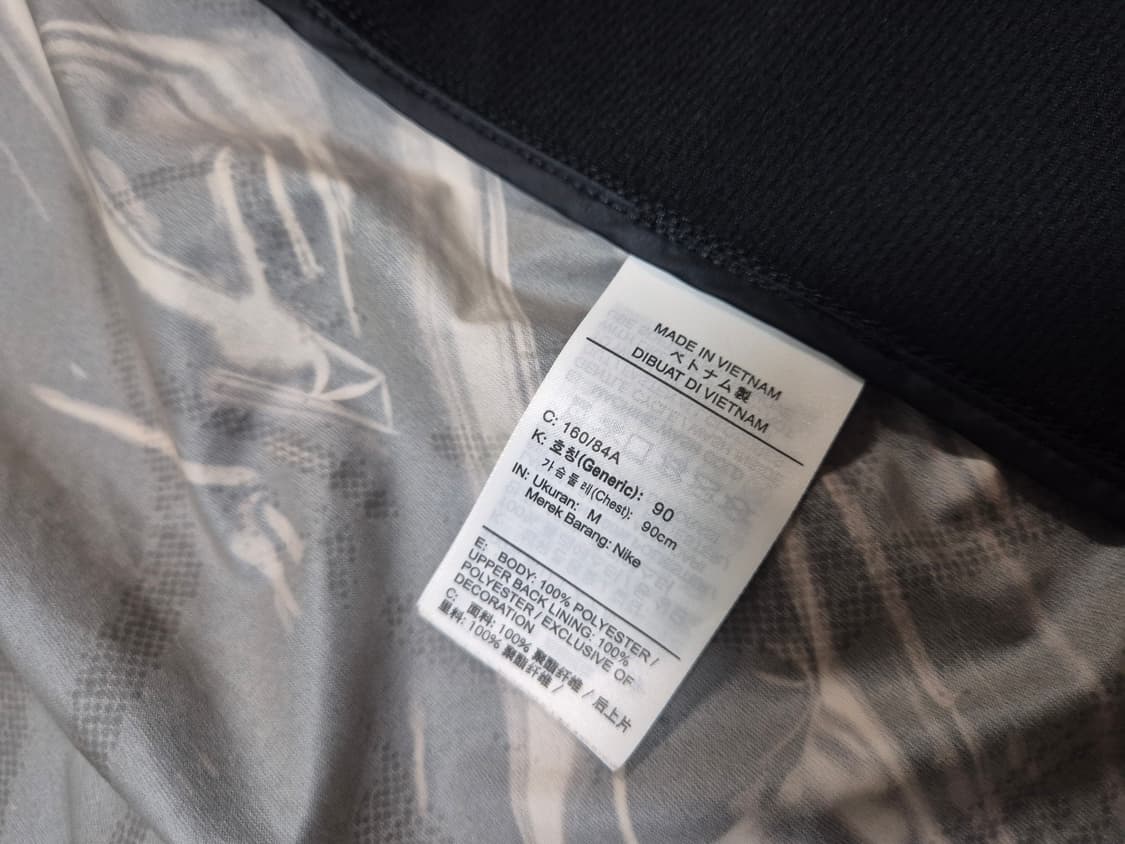 MADE IN VIETNAM
ベトナム製
DIBUAT DI VIETNAM
C: 160/84A
K: 호칭(Generic): 90
가슴둘레(Chest): 90cm
IN: Ukuran: M
Merek Barang: Nike
E: BODY: 100% POLYESTER /
UPPER BACK LINING: 100%
POLYESTER / EXCLUSIVE OF
DECORATION
C: 面料: 100% 聚酯纤维 / 后上片
里料: 100% 聚酯纤维 /